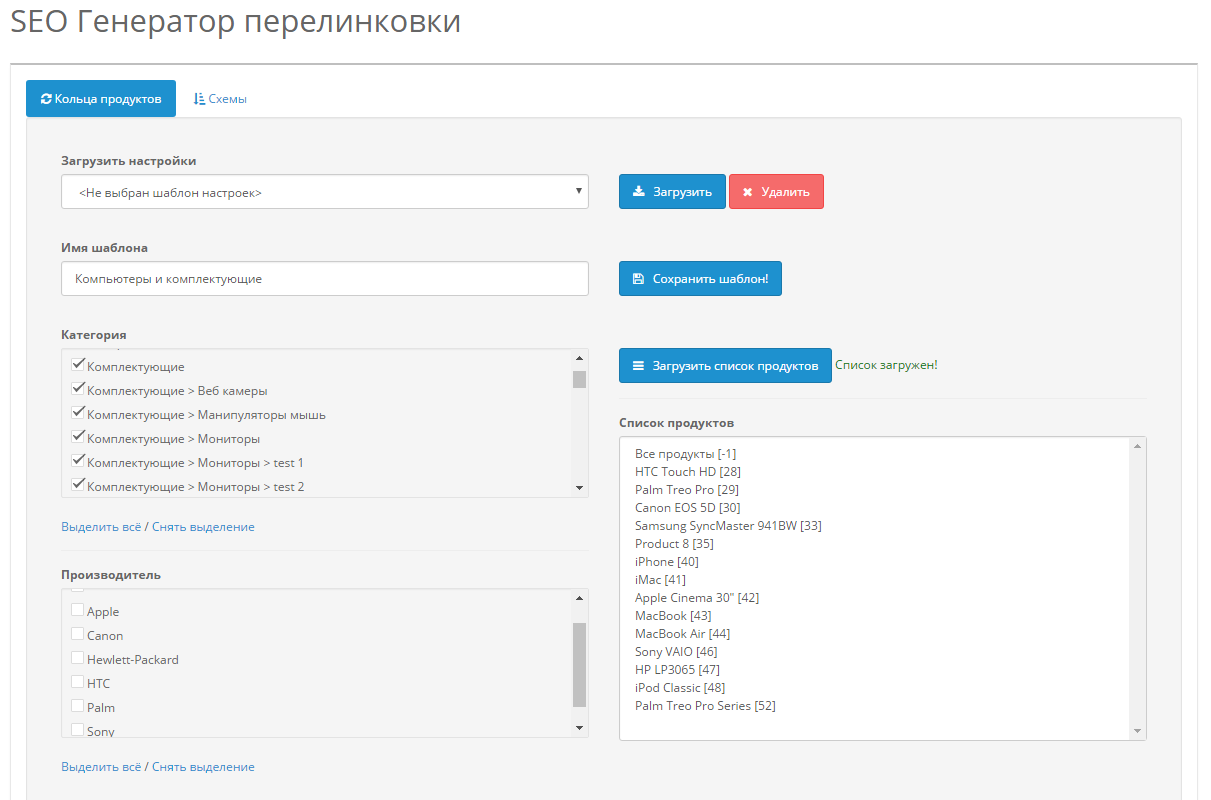 SEO Генератор перелинковки
Кольца продуктов
Схемы
Загрузить настройки
<Не выбран шаблон настроек>
Загрузить
Удалить
Имя шаблона
Компьютеры и комплектующие
Сохранить шаблон!
Категория
Комплектующие
Комплектующие > Веб камеры
Комплектующие > Манипуляторы мышь
Комплектующие > Мониторы
Комплектующие > Мониторы > test 1
Комплектующие > Мониторы > test 2
Выделить всё / Снять выделение
Производитель
Apple
Canon
Hewlett-Packard
HTC
Palm
Sony
Выделить всё / Снять выделение
Загрузить список продуктов
Список загружен!
Список продуктов
Все продукты [-1]
HTC Touch HD [28]
Palm Treo Pro [29]
Canon EOS 5D [30]
Samsung SyncMaster 941BW [33]
Product 8 [35]
iPhone [40]
iMac [41]
Apple Cinema 30" [42]
MacBook [43]
MacBook Air [44]
Sony VAIO [46]
HP LP3065 [47]
iPod Classic [48]
Palm Treo Pro Series [52]